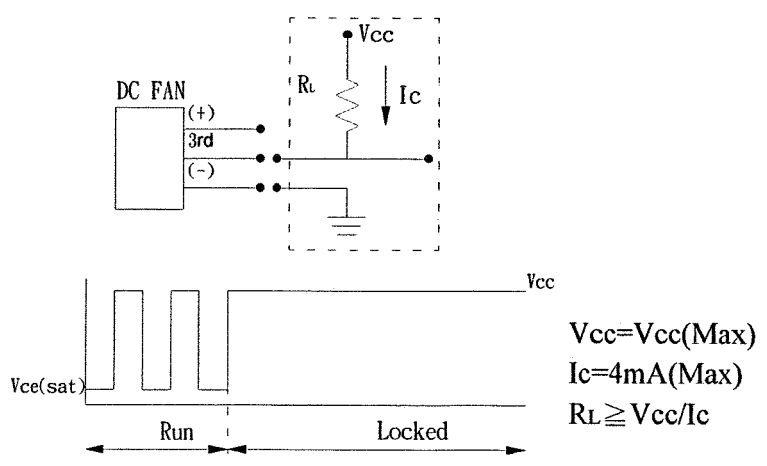 Vcc
DC FAN
RL
Ic
(+)
3rd
(-)
Vcc
Vce(sat)
Run
Locked
Vcc=Vcc(Max)
Ic=4mA(Max)
RL≧Vcc/Ic